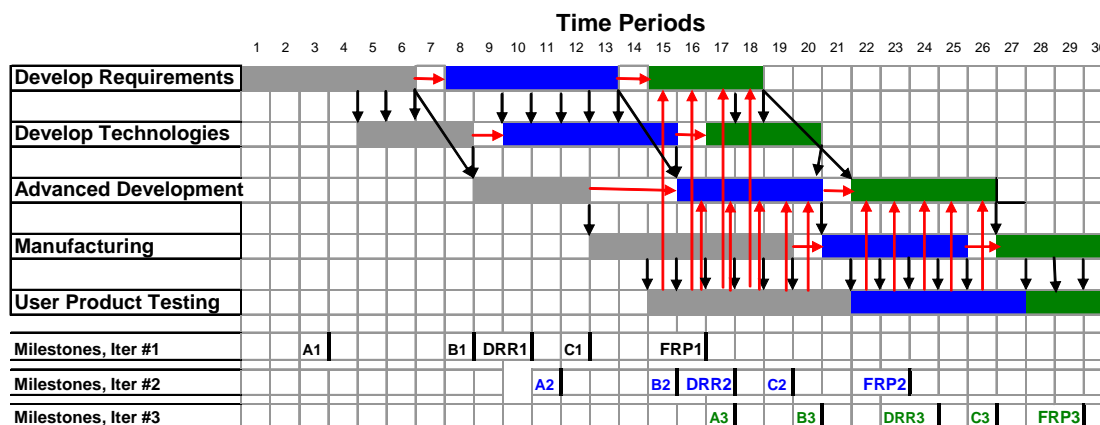 Time Periods
1 2 3 4 5 6 7 8 9 10 11 12 13 14 15 16 17 18 19 20 21 22 23 24 25 26 27 28 29 30
Develop Requirements
Develop Technologies
Advanced Development
Manufacturing
User Product Testing
Milestones, Iter #1 A1 B1 DRR1 C1 FRP1
Milestones, Iter #2 A2 B2 DRR2 C2 FRP2
Milestones, Iter #3 A3 B3 DRR3 C3 FRP3